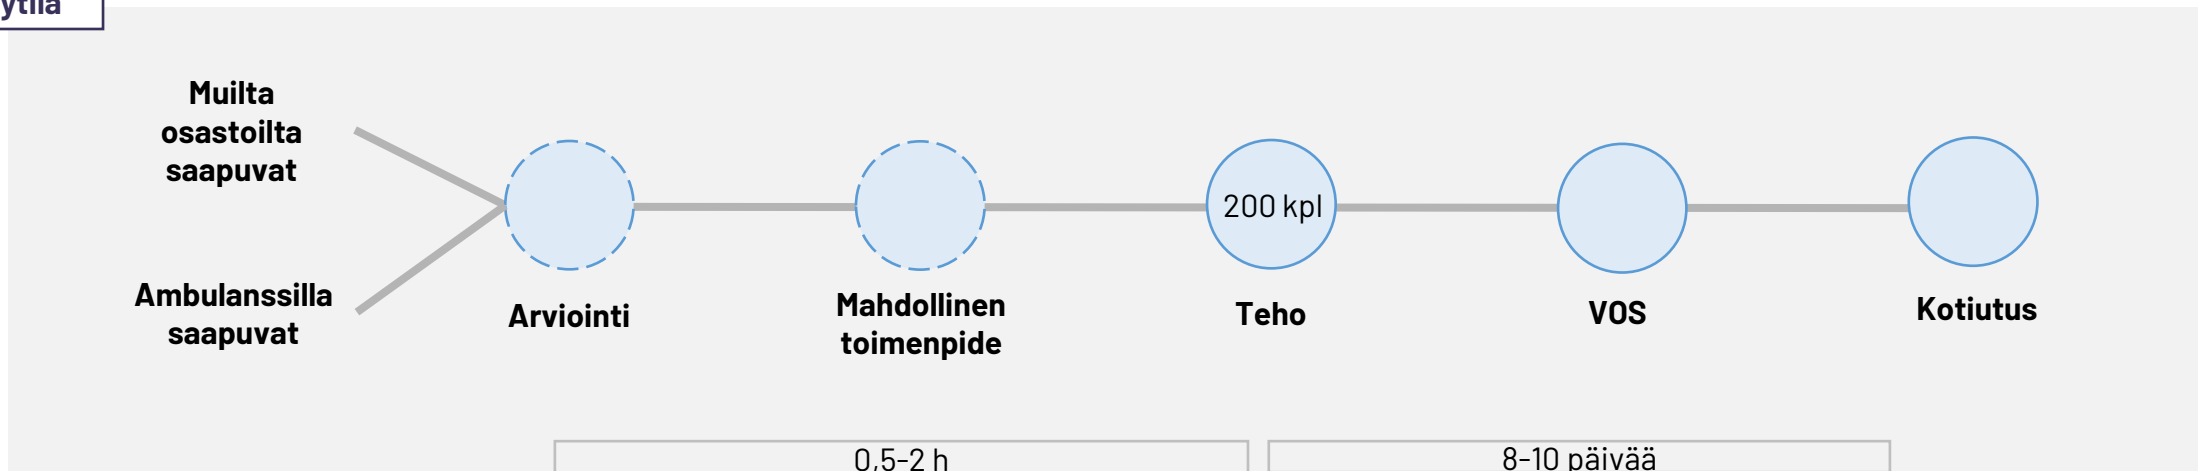 Muilta
osastoilta
saapuvat
Ambulanssilla
saapuvat
Arviointi
Mahdollinen
toimenpide
200 kpl
Teho
VOS
Kotiutus
0,5-2 h
8-10 päivää